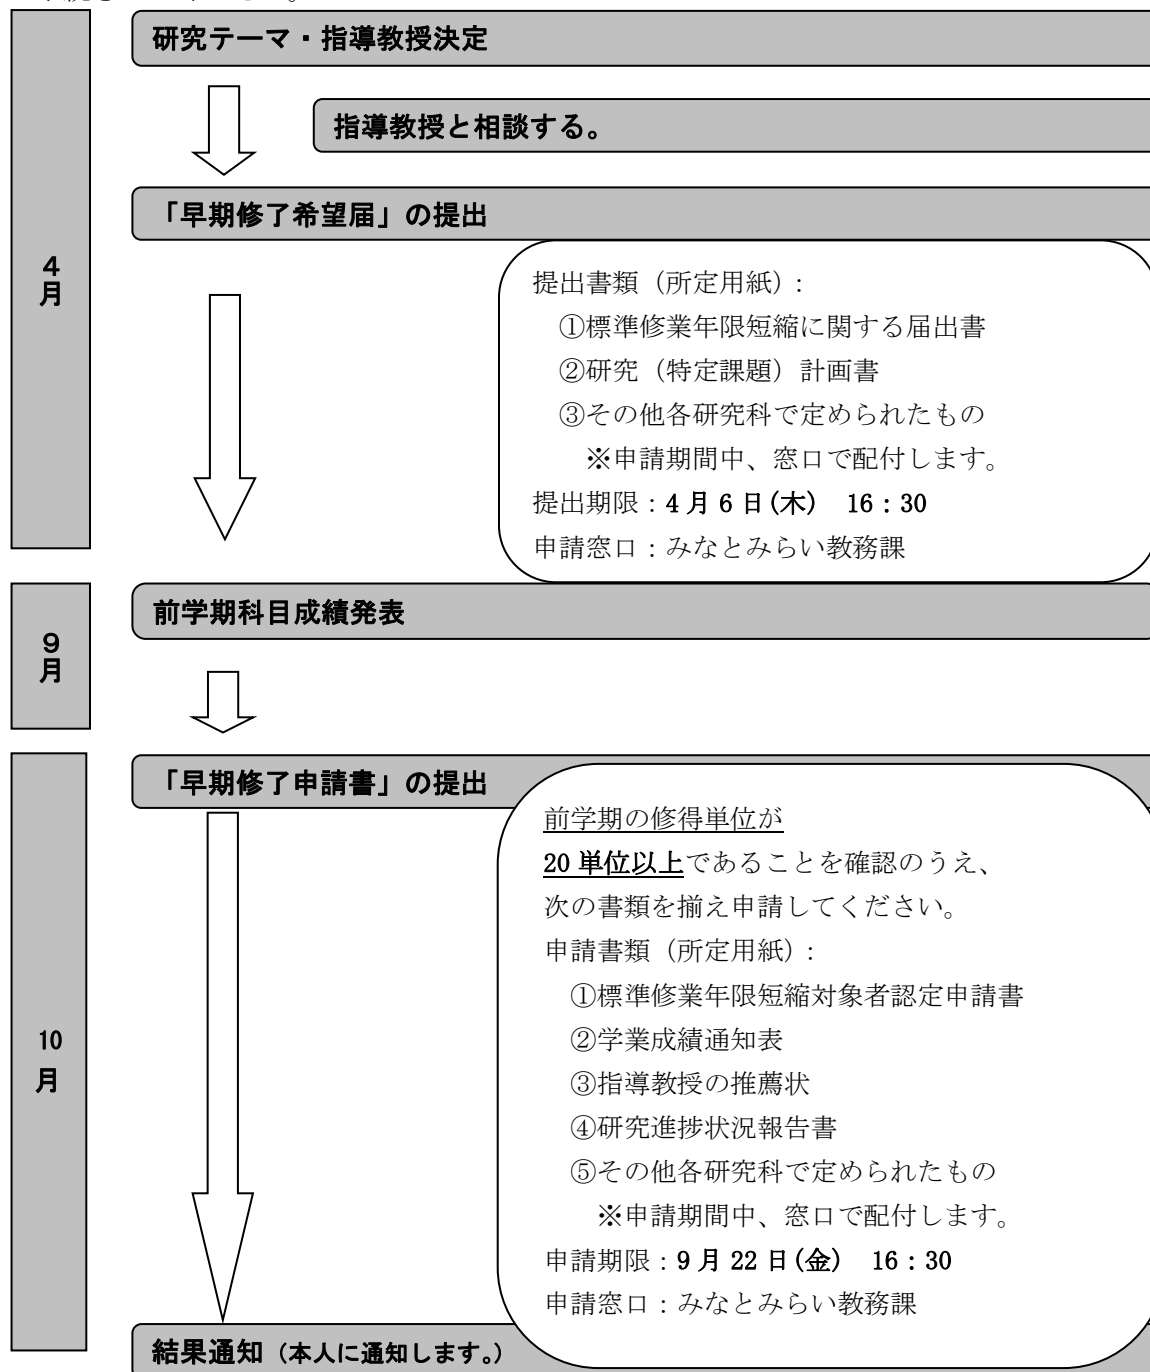 研究テーマ・指導教授決定
指導教授と相談する。
「早期修了希望届」の提出
4月
提出書類（所定用紙）：
①標準修業年限短縮に関する届出書
②研究（特定課題）計画書
③その他各研究科で定められたもの
※申請期間中、窓口で配付します。
提出期限：4月6日(木)　16：30
申請窓口：みなとみらい教務課
前学期科目成績発表
9月
「早期修了申請書」の提出
前学期の修得単位が
20単位以上であることを確認のうえ、
次の書類を揃え申請してください。
申請書類（所定用紙）：
①標準修業年限短縮対象者認定申請書
②学業成績通知表
③指導教授の推薦状
④研究進捗状況報告書
⑤その他各研究科で定められたもの
※申請期間中、窓口で配付します。
申請期限：9月22日(金)　16：30
申請窓口：みなとみらい教務課
10月
結果通知（本人に通知します。）